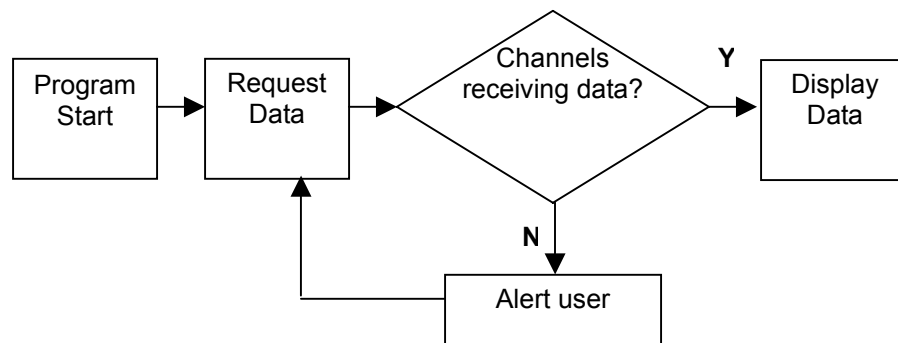 Program
Start
Request
Data
Channels
receiving data?
Y
Display
Data
N
Alert user